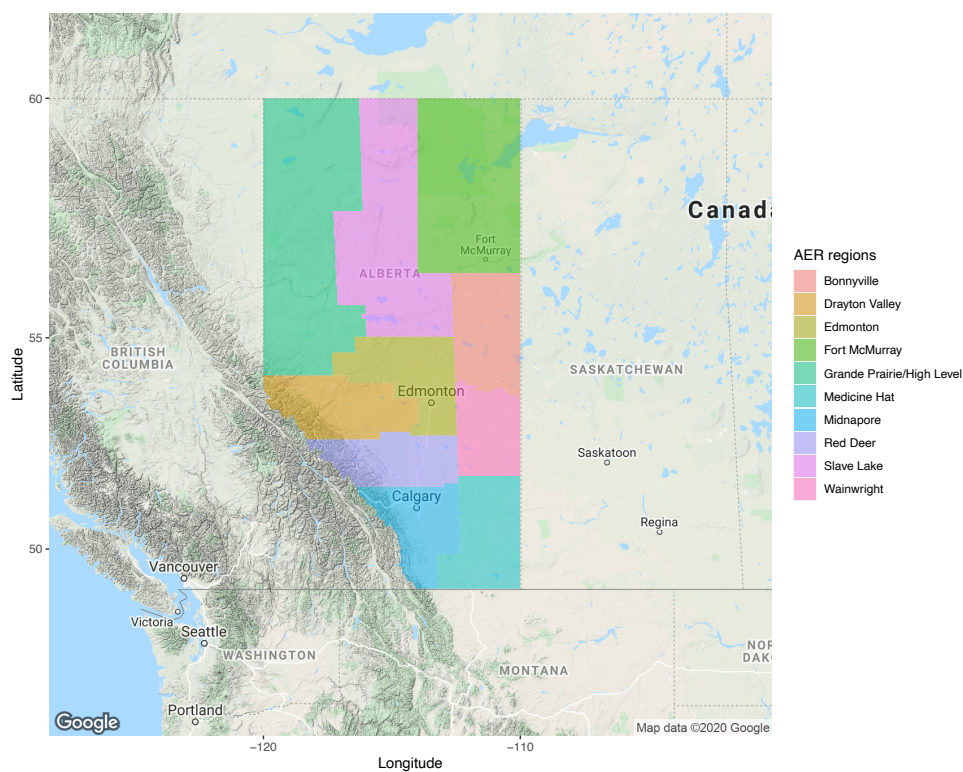 60
55
50
Latitude
−120
−110
Longitude
Canada
Fort
McMurray
ALBERTA
BRITISH
COLUMBIA
SASKATCHEWAN
Edmonton
Saskatoon
Calgary
Regina
Vancouver
Victoria
Seattle
WASHINGTON
MONTANA
NOR
DAK
Portland
Google
Map data ©2020 Google
AER regions
Bonnyville
Drayton Valley
Edmonton
Fort McMurray
Grande Prairie/High Level
Medicine Hat
Midnapore
Red Deer
Slave Lake
Wainwright